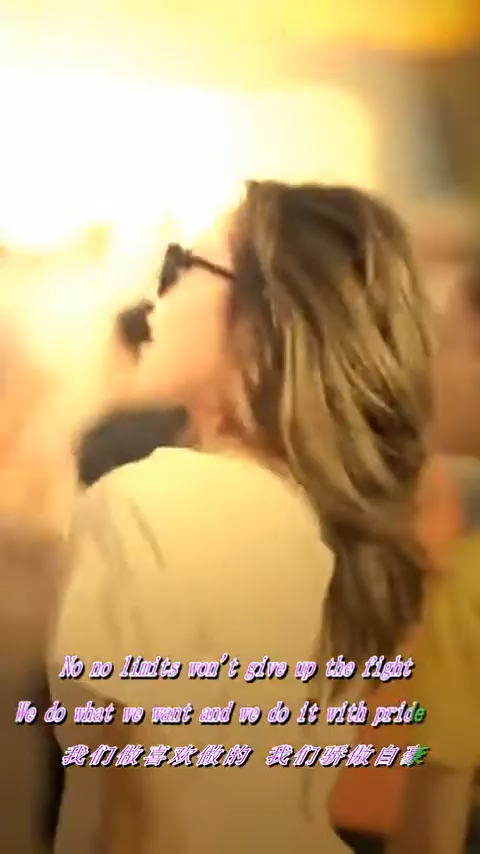 No no limits won't give up the fight
We do what we want and we do it with pride
我们做喜欢做的 我们骄傲自豪